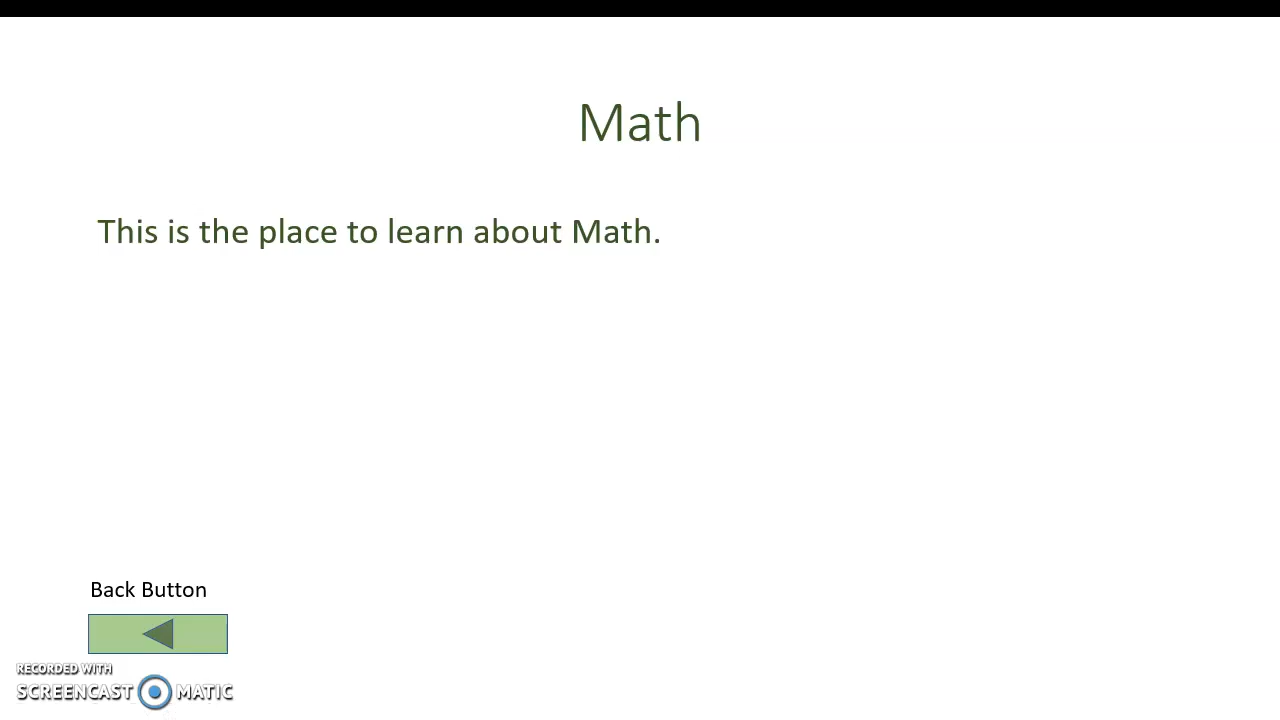 Math
This is the place to learn about Math.
Back Button
RECORDED WITH
SCREENCAST MATIC